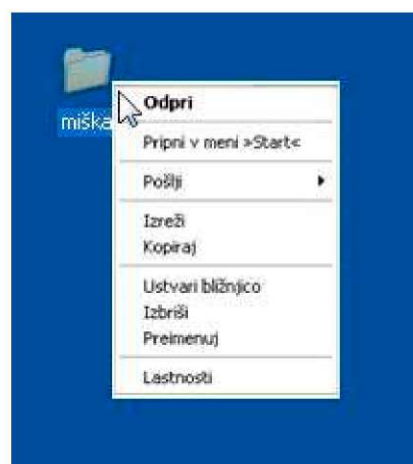 miška
Odpri
Pripni v meni »Start«
Pošlji
Izreži
Kopiraj
Ustvari bližnjico
Izbriši
Preimenuj
Lastnosti